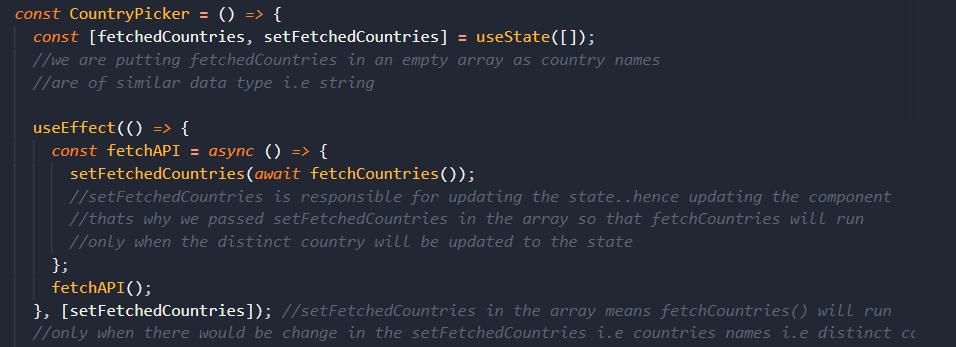 const CountryPicker = () => {
const [fetchedCountries, setFetchedCountries] = useState([]);
//we are putting fetchedCountries in an empty array as country names
//are of similar data type i.e string
useEffect(() => {
const fetchAPI = async () => {
setFetchedCountries(await fetchCountries());
//setFetchedCountries is responsible for updating the state..hence updating the component
//thats why we passed setFetchedCountries in the array so that fetchCountries will run
//only when the distinct country will be updated to the state
};
fetchAPI();
}, [setFetchedCountries]); //setFetchedCountries in the array means fetchCountries() will run
//only when there would be change in the setFetchedCountries i.e countries names i.e distinct